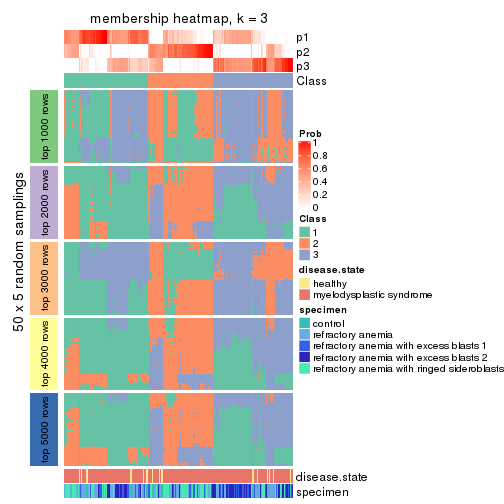 membership heatmap, k = 3
p1
p2
p3
Class
50 x 5 random samplings
top 1000 rows
top 2000 rows
top 3000 rows
top 4000 rows
top 5000 rows
disease.state
specimen
Prob
1
0.8
0.6
0.4
0.2
0
Class
1
2
3
disease.state
healthy
myelodysplastic syndrome
specimen
control
refractory anemia
refractory anemia with excess blasts 1
refractory anemia with excess blasts 2
refractory anemia with ringed sideroblasts